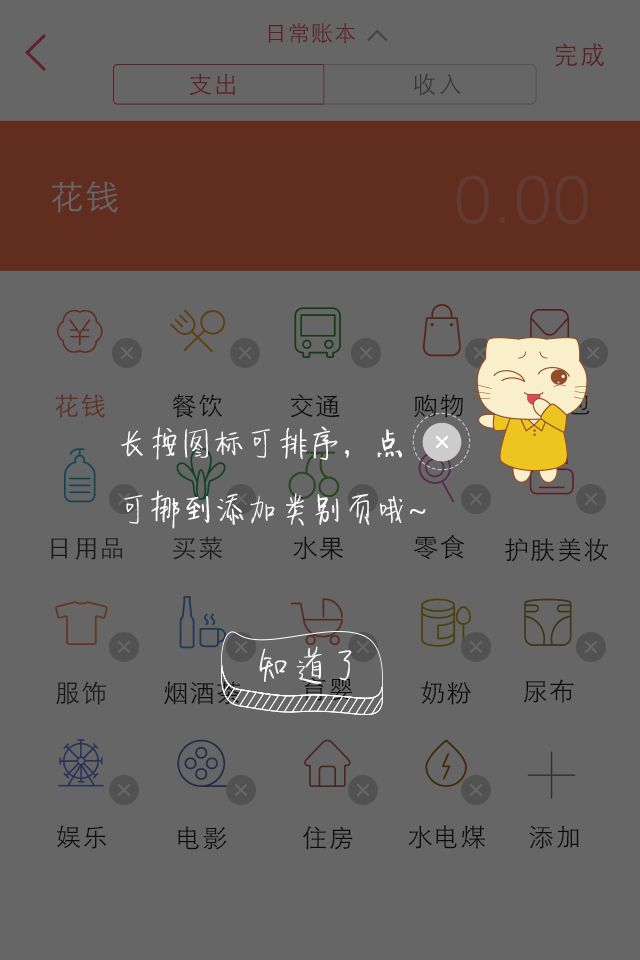 日常账本
完成
支出 收入
花钱 0.00
花钱 餐饮 交通 购物 包
长按图标可排序，点
可挪到添加类别页哦~
日用品 买菜 水果 零食 护肤美妆
知道了
服饰 烟酒茶 育婴 奶粉 尿布
娱乐 电影 住房 水电煤 添加